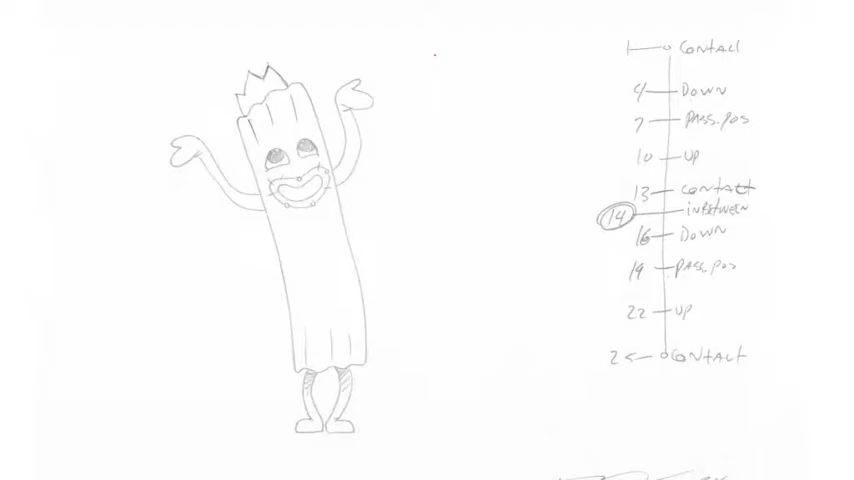 1 CONTACT
4 DOWN
7 PASS.POS
10 UP
13 CONTACT
14 INBETWEEN
16 DOWN
19 PASS.POS
22 UP
25 CONTACT